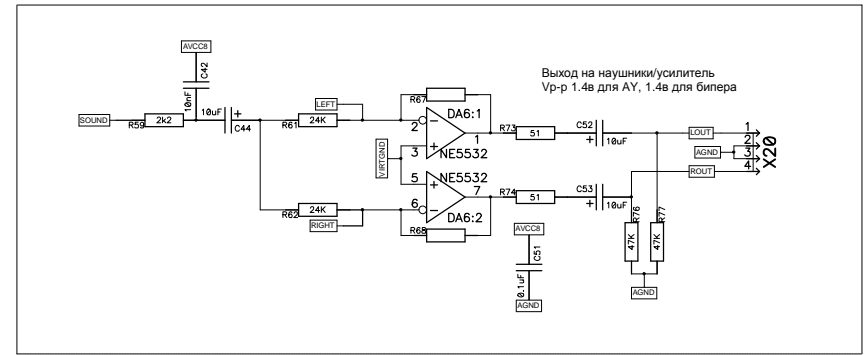 AVCC8
C42
10nF
SOUND
R59
2k2
10uF
+
C44
R61
24K
LEFT
R67
DA6:1
2
3
1
NE5532
VIRTGND
R62
24K
RIGHT
5
6
7
NE5532
DA6:2
R68
Выход на наушники/усилитель
Vp-p 1.4в для AY, 1.4в для бипера
R73
51
C52
+
10uF
R74
51
C53
+
10uF
AVCC8
C51
0.1uF
AGND
R76
47K
R77
47K
AGND
LOUT
AGND
ROUT
1
2
3
4
X20